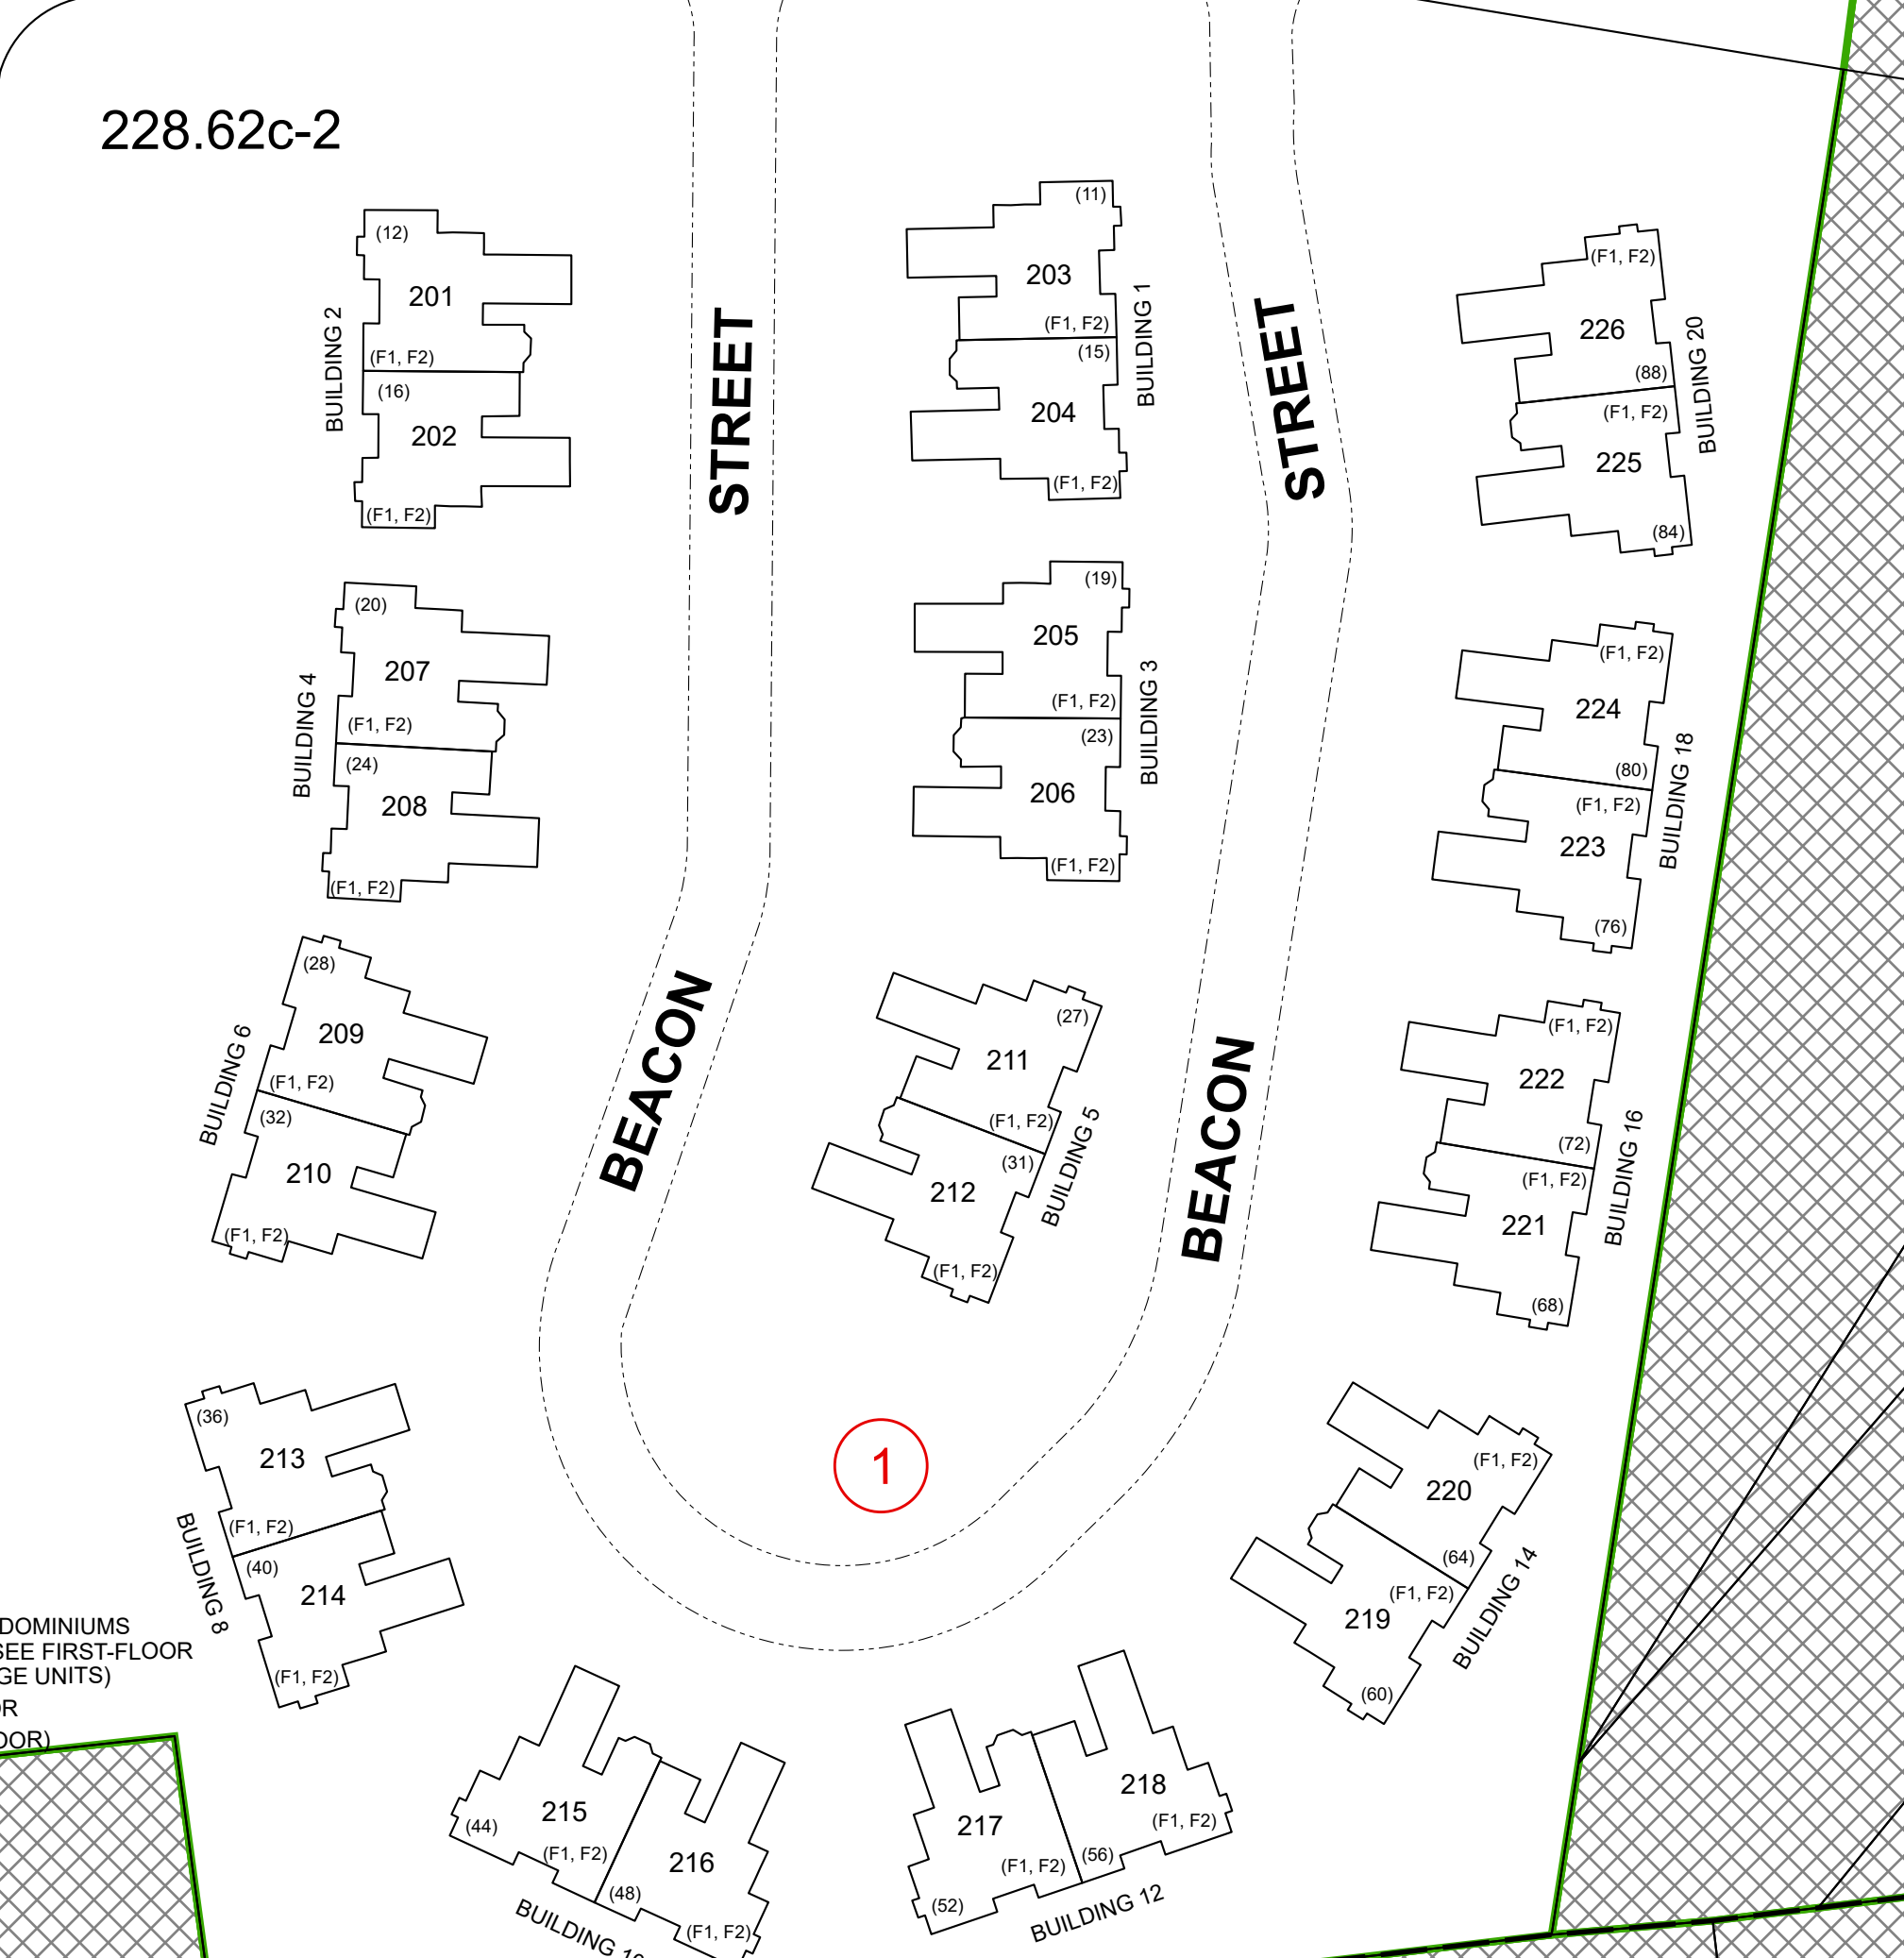 228.62c-2
(12)
201
(F1, F2)
(16)
202
(F1, F2)
BUILDING 2
STREET
(11)
203
(F1, F2)
(15)
204
(F1, F2)
BUILDING 1
STREET
(F1, F2)
226
(88)
(F1, F2)
225
(84)
BUILDING 20
(20)
207
(F1, F2)
(24)
208
(F1, F2)
BUILDING 4
(19)
205
(F1, F2)
(23)
206
(F1, F2)
BUILDING 3
(F1, F2)
224
(80)
(F1, F2)
223
(76)
BUILDING 18
(28)
209
(F1, F2)
(32)
210
(F1, F2)
BUILDING 6
BEACON
(27)
211
(F1, F2)
(31)
212
(F1, F2)
BUILDING 5
BEACON
(F1, F2)
222
(72)
(F1, F2)
221
(68)
BUILDING 16
(36)
213
(F1, F2)
(40)
214
(F1, F2)
BUILDING 8
1
(F1, F2)
220
(64)
(F1, F2)
219
(60)
BUILDING 14
DOMINIUMS
SEE FIRST-FLOOR
GE UNITS)
OR
OOR)
(44)
215
(F1, F2)
216
(48)
(F1, F2)
BUILDING 10
217
(F1, F2)
(52)
218
(F1, F2)
(56)
BUILDING 12